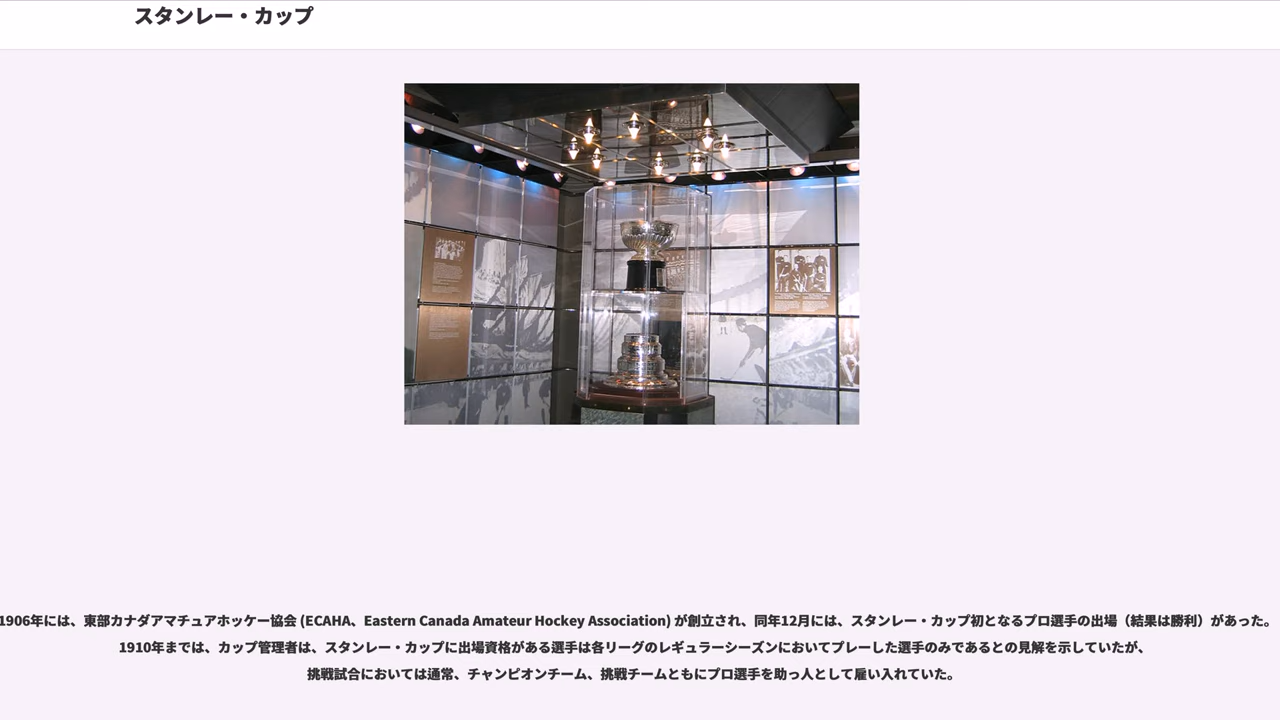 スタンレー・カップ
1906年には、東部カナダアマチュアホッケー協会 (ECAHA、Eastern Canada Amateur Hockey Association) が創立され、同年12月には、スタンレー・カップ初となるプロ選手の出場（結果は勝利）があった。
1910年までは、カップ管理者は、スタンレー・カップに出場資格がある選手は各リーグのレギュラーシーズンにおいてプレーした選手のみであるとの見解を示していたが、
挑戦試合においては通常、チャンピオンチーム、挑戦チームともにプロ選手を助っ人として雇い入れていた。